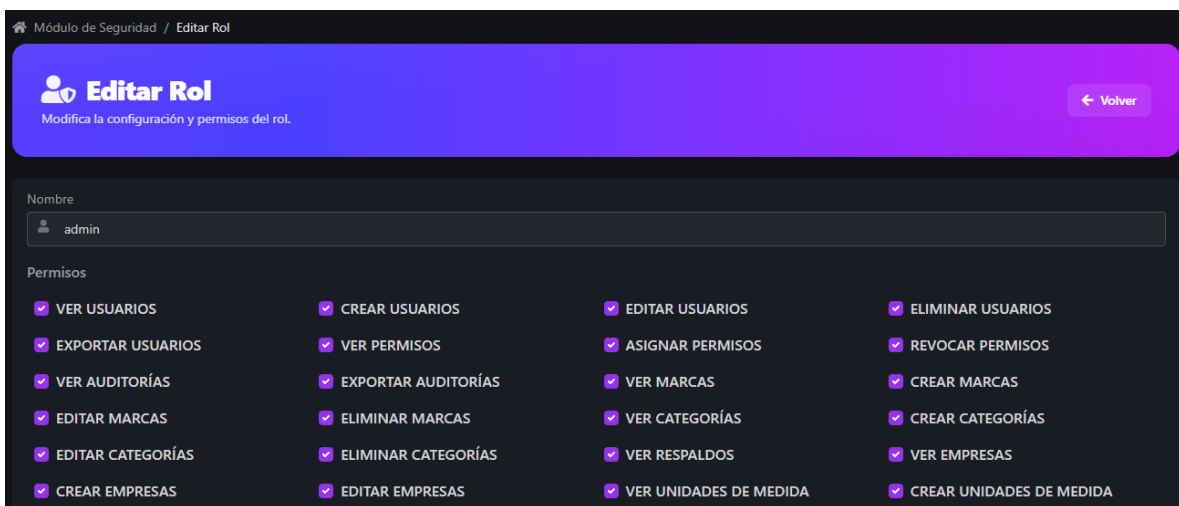 Módulo de Seguridad / Editar Rol
Editar Rol
Modifica la configuración y permisos del rol.
← Volver
Nombre
admin
Permisos
VER USUARIOS CREAR USUARIOS EDITAR USUARIOS ELIMINAR USUARIOS
EXPORTAR USUARIOS VER PERMISOS ASIGNAR PERMISOS REVOCAR PERMISOS
VER AUDITORÍAS EXPORTAR AUDITORÍAS VER MARCAS CREAR MARCAS
EDITAR MARCAS ELIMINAR MARCAS VER CATEGORÍAS CREAR CATEGORÍAS
EDITAR CATEGORÍAS ELIMINAR CATEGORÍAS VER RESPALDOS VER EMPRESAS
CREAR EMPRESAS EDITAR EMPRESAS VER UNIDADES DE MEDIDA CREAR UNIDADES DE MEDIDA